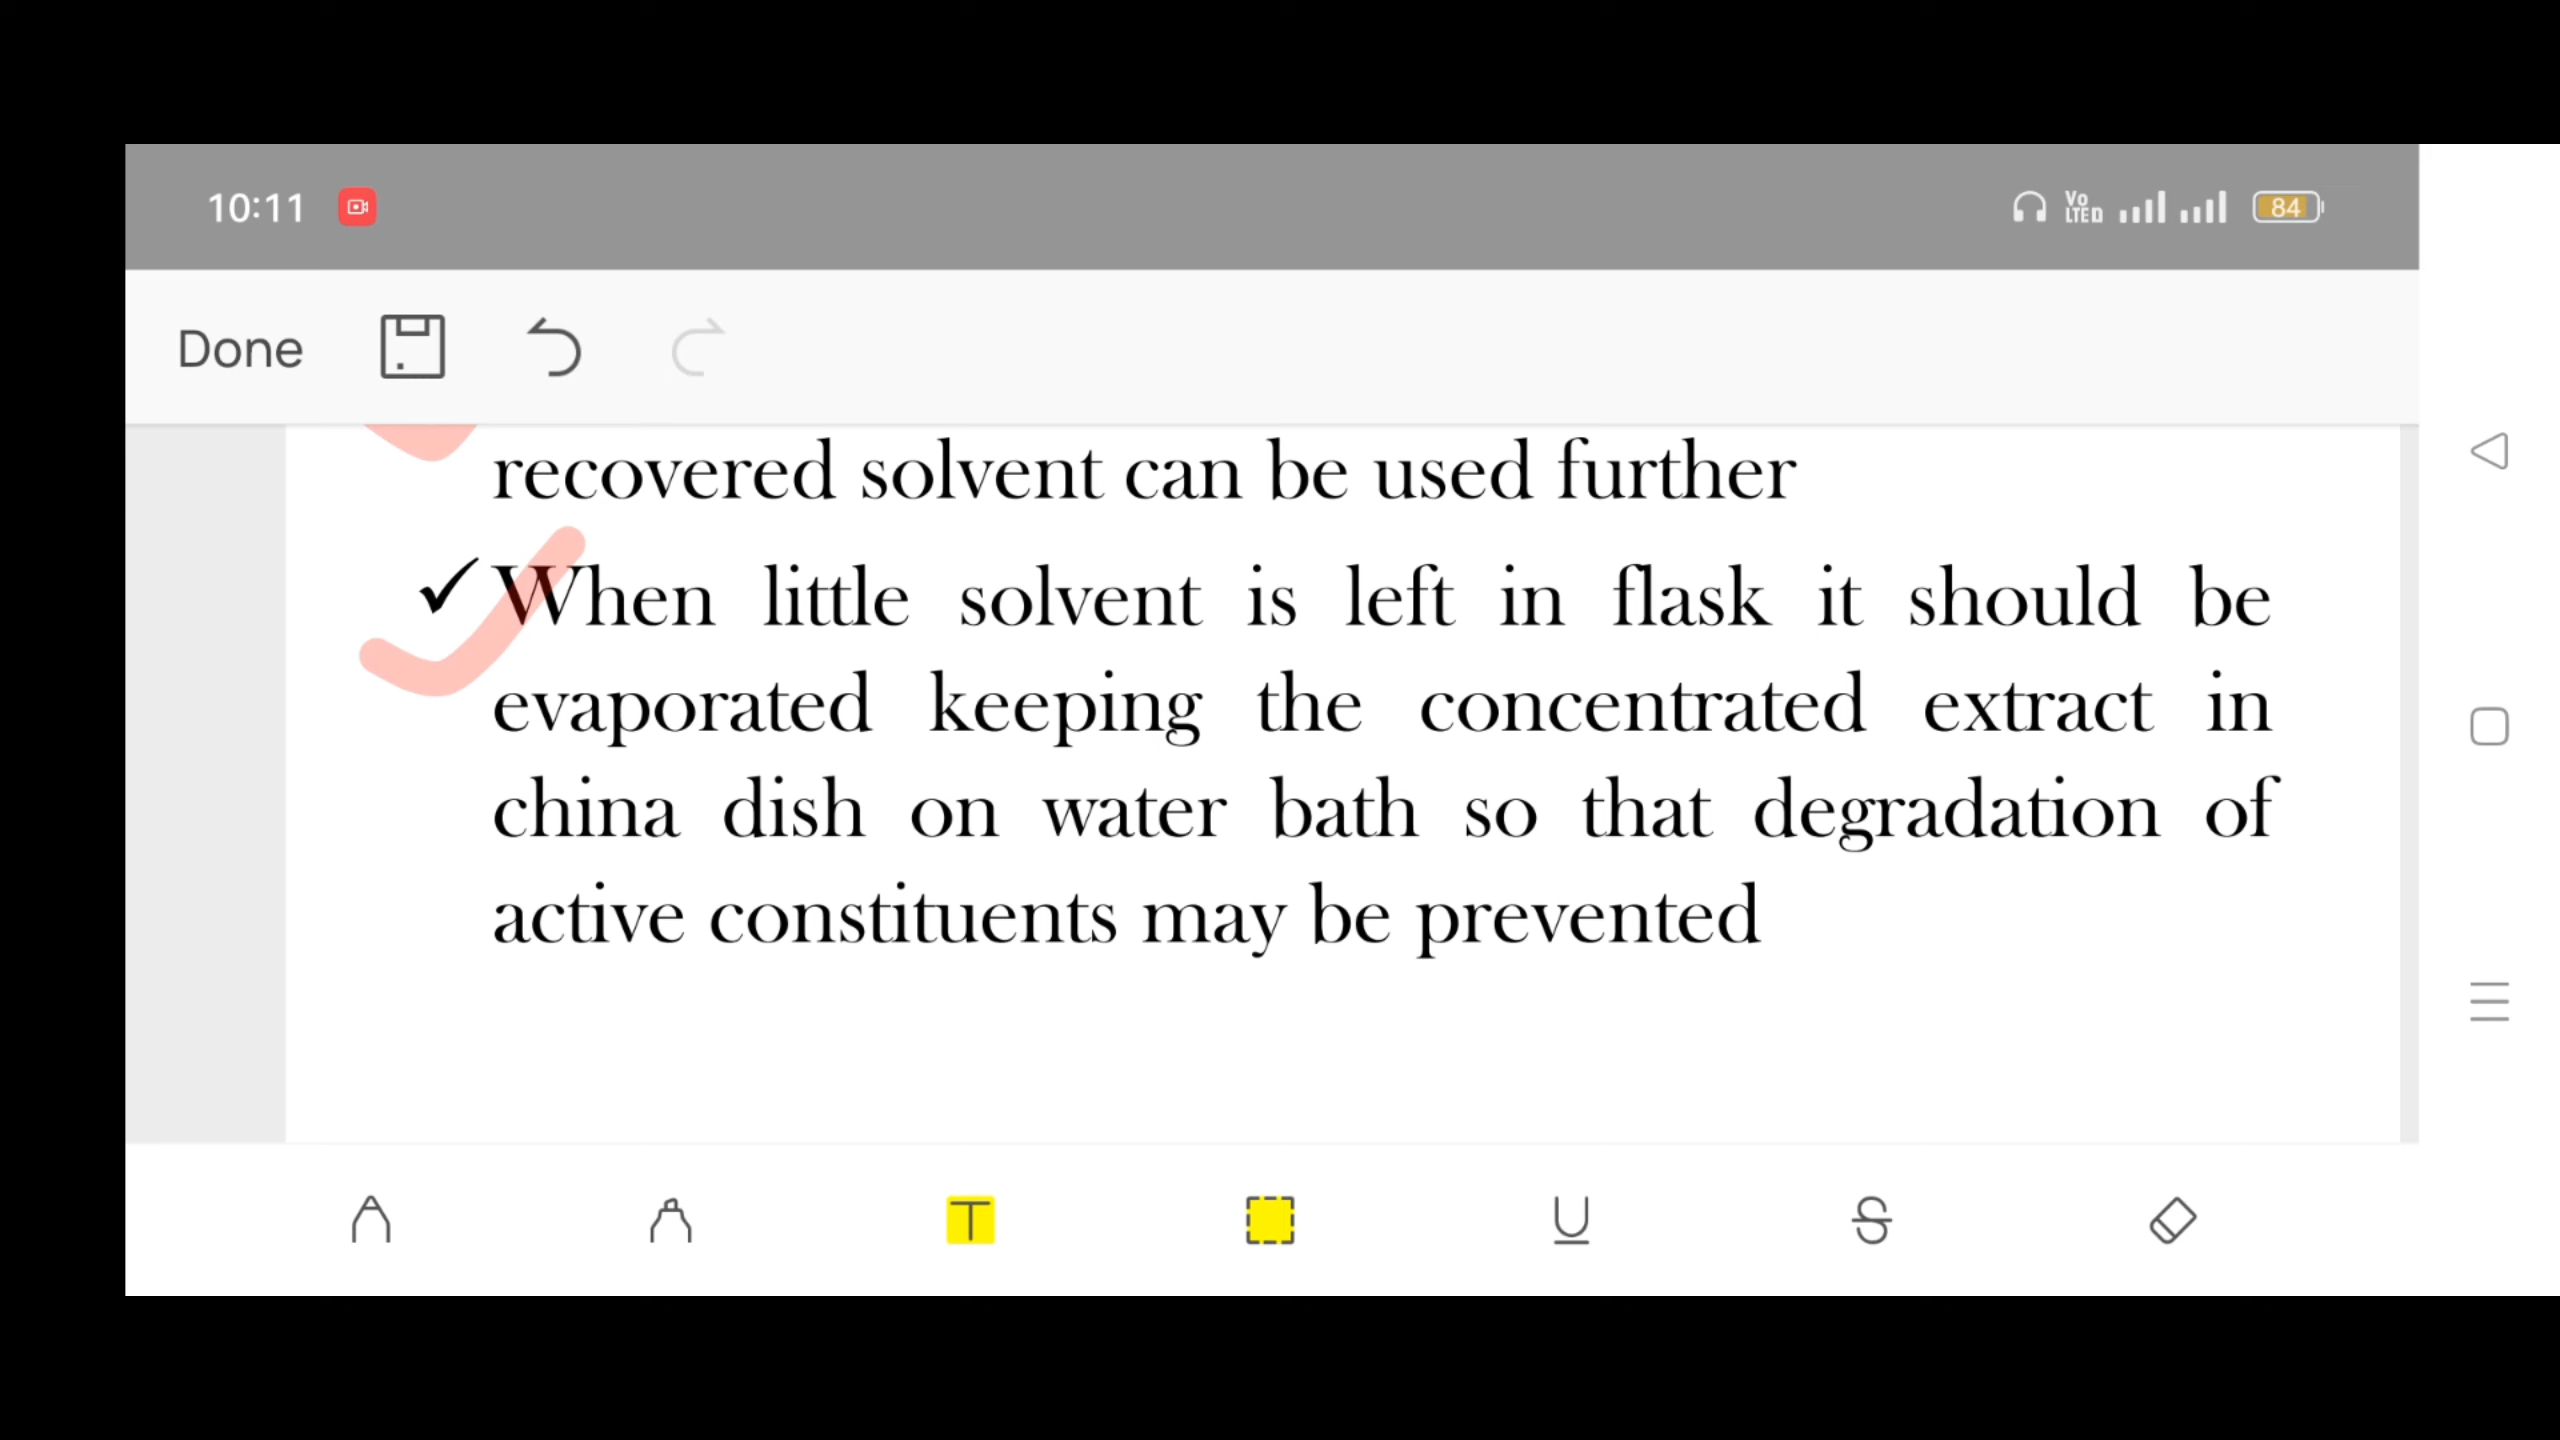 10:11
Vo LTED
84
Done
recovered solvent can be used further
✓ When little solvent is left in flask it should be
evaporated keeping the concentrated extract in
china dish on water bath so that degradation of
active constituents may be prevented
T
U
S